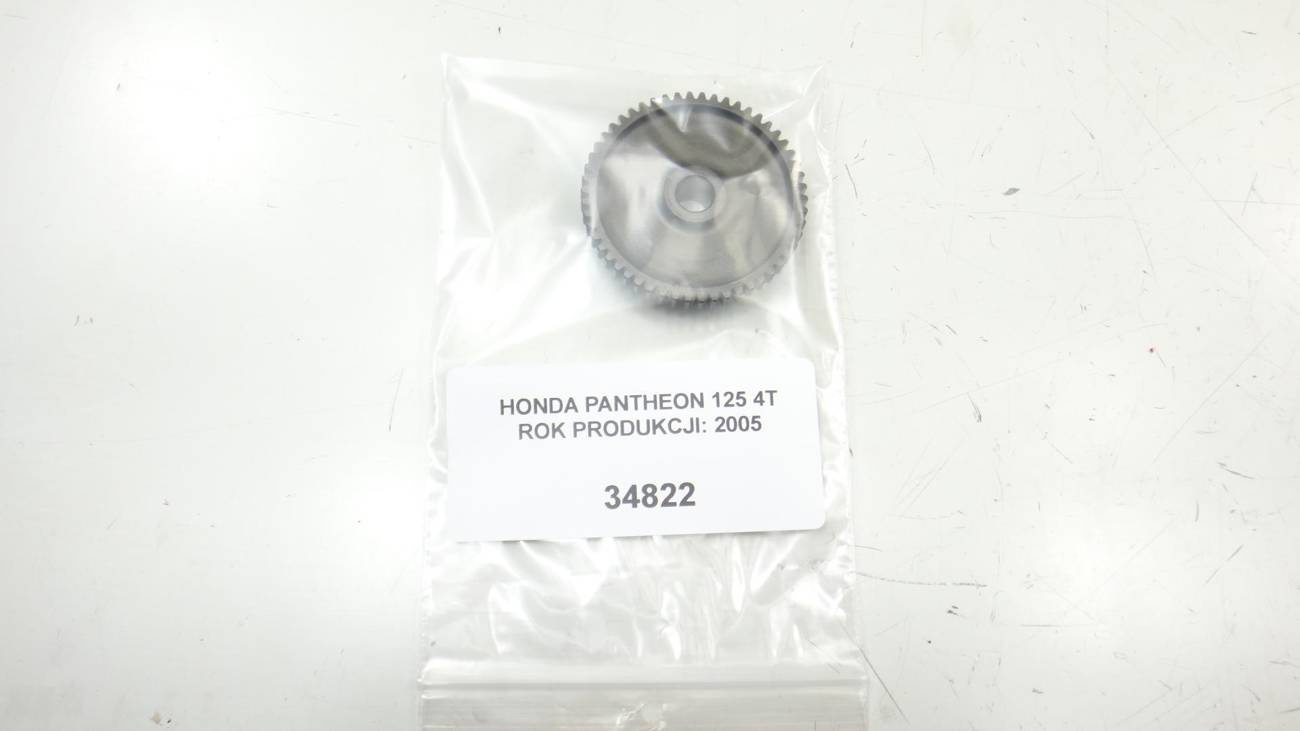 HONDA PANTHEON 125 4T
ROK PRODUKCJI: 2005
34822